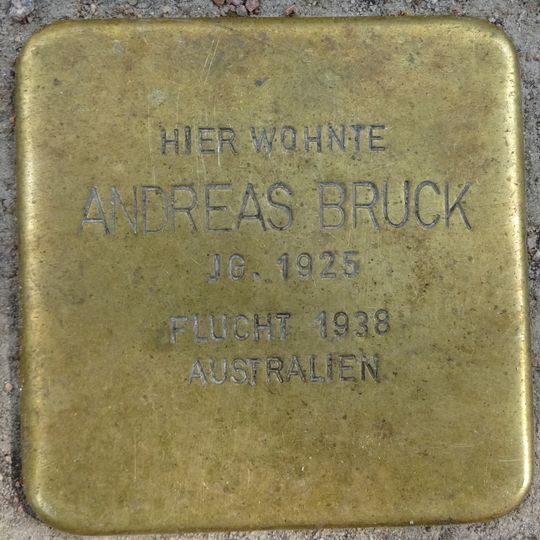 HIER WOHNTE
ANDREAS BRUCK
JG. 1925
FLUCHT 1938
AUSTRALIEN